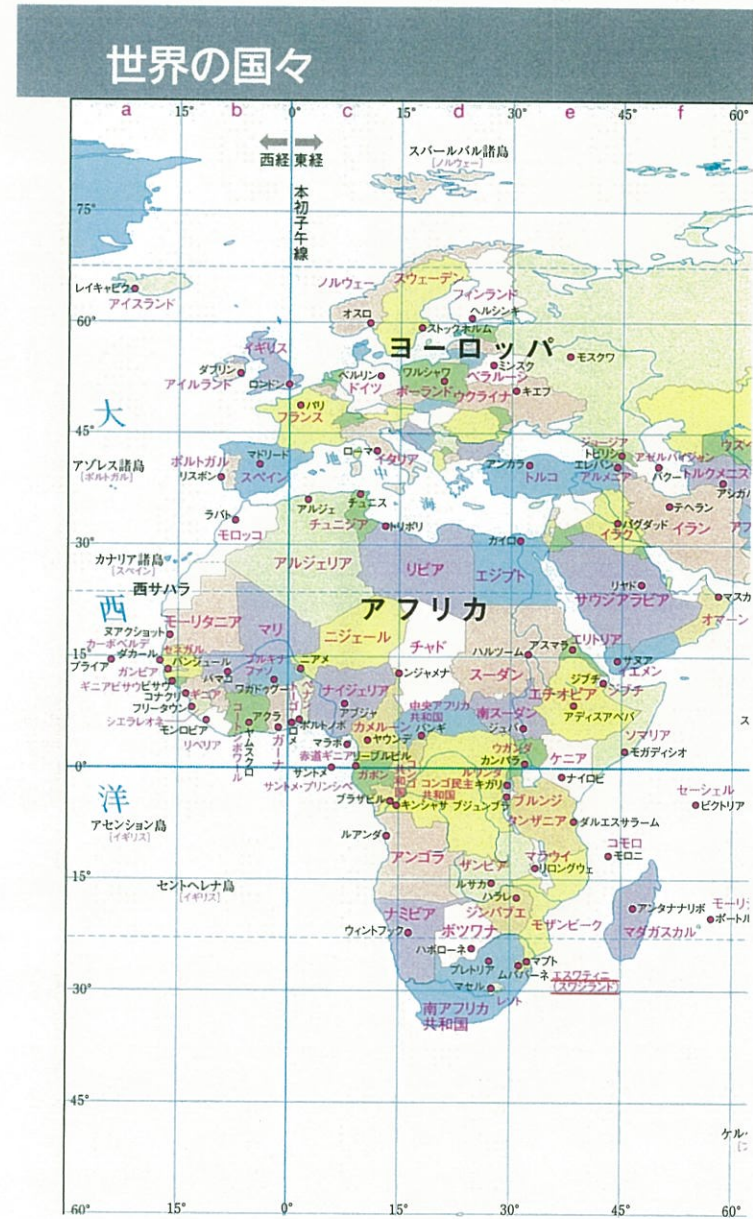 世界の国々
a
15°
b
0°
c
15°
d
30°
e
45°
f
60°
西経 東経
本初子午線
スバールバル諸島
[ノルウェー]
75°
レイキャビク
アイスランド
ノルウェー
スウェーデン
フィンランド
オスロ
ヘルシンキ
60°
ストックホルム
ヨーロッパ
イギリス
モスクワ
ダブリン
アイルランド
ロンドン
ベルリン
ドイツ
ワルシャワ
ポーランド
ミンスク
ベラルーシ
ウクライナ
キエフ
パリ
フランス
大
45°
ジョージア
トビリシ
アゼルバイジャン
アゾレス諸島
[ポルトガル]
ポルトガル
リスボン
マドリード
スペイン
地中海
ローマ
イタリア
アンカラ
トルコ
エレバン
アルメニア
バクー
トルクメニス
アシガバ
ラバト
モロッコ
アルジェ
チュニス
チュニジア
トリポリ
バグダッド
イラク
テヘラン
イラン
30°
カイロ
カナリア諸島
[スペイン]
アルジェリア
リビア
エジプト
リヤド
サウジアラビア
西サハラ
西
マスカ
オマーン
アフリカ
モーリタニア
マリ
ニジェール
チャド
ヌアクショット
カーボベルデ
プライア
ダカール
セネガル
15°
ガンビア
バンジュール
ギニアビサウ
ビサウ
バマコ
ブルキナファソ
ワガドゥグー
ニアメ
ンジャメナ
ハルツーム
スーダン
アスマラ
エリトリア
サヌア
イエメン
ジブチ
ジブチ
コナクリ
ギニア
フリータウン
シエラレオネ
モンロビア
リベリア
コートジボワール
ヤムスクロ
アクラ
ガーナ
トーゴ
ロメ
ベナン
ポルトノボ
ナイジェリア
アブジャ
カメルーン
ヤウンデ
中央アフリカ共和国
バンギ
南スーダン
ジュバ
エチオピア
アディスアベバ
ソマリア
モガディシオ
マラボ
赤道ギニア
リーブルビル
ガボン
コンゴ共和国
ウガンダ
カンパラ
ケニア
ナイロビ
0°
サントメ
サントメ・プリンシペ
ルワンダ
キガリ
コンゴ民主共和国
ブラザビル
キンシャサ
ブジュンブラ
ブルンジ
タンザニア
ダルエスサラーム
セーシェル
ビクトリア
洋
アセンション島
[イギリス]
ルアンダ
アンゴラ
ザンビア
マラウイ
リロングウェ
コモロ
モロニ
15°
セントヘレナ島
[イギリス]
ルサカ
ハラレ
ジンバブエ
モザンビーク
アンタナナリボ
マダガスカル
モーリ
ポートル
ナミビア
ウィントフック
ボツワナ
ハボローネ
プレトリア
マプト
ムババーネ
エスワティニ
(スワジランド)
30°
マセル
レソト
南アフリカ
共和国
45°
ケル
60°
15°
0°
15°
30°
45°
60°